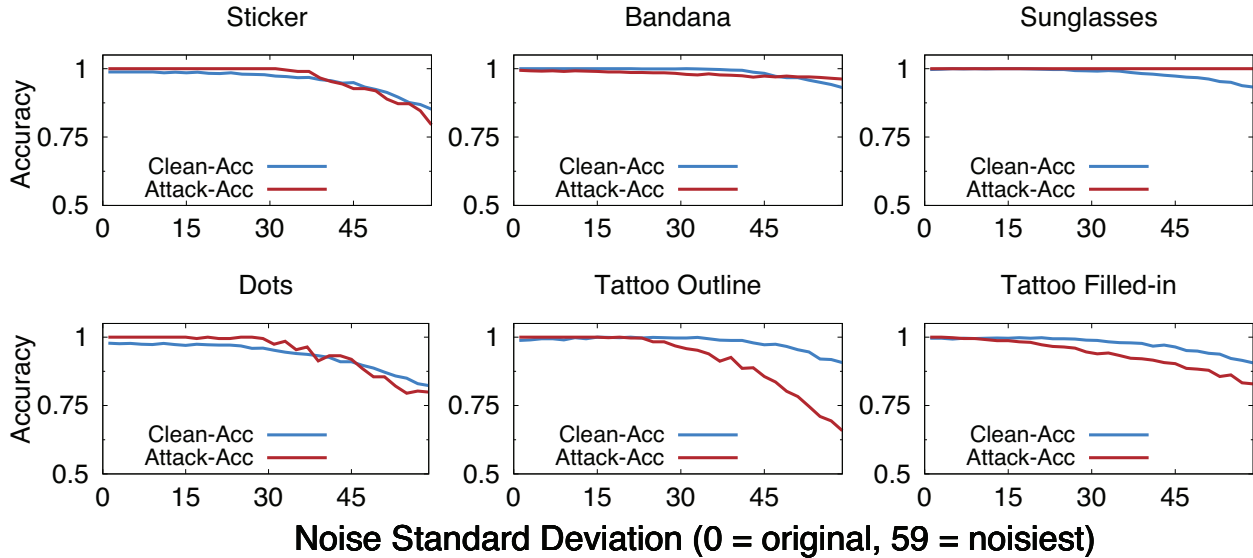 Sticker
Bandana
Sunglasses
Accuracy
1
0.75
0.5
Clean-Acc
Attack-Acc
0 15 30 45
1
0.75
0.5
Clean-Acc
Attack-Acc
0 15 30 45
1
0.75
0.5
Clean-Acc
Attack-Acc
0 15 30 45
Dots
Tattoo Outline
Tattoo Filled-in
Accuracy
1
0.75
0.5
Clean-Acc
Attack-Acc
0 15 30 45
1
0.75
0.5
Clean-Acc
Attack-Acc
0 15 30 45
1
0.75
0.5
Clean-Acc
Attack-Acc
0 15 30 45
Noise Standard Deviation (0 = original, 59 = noisiest)